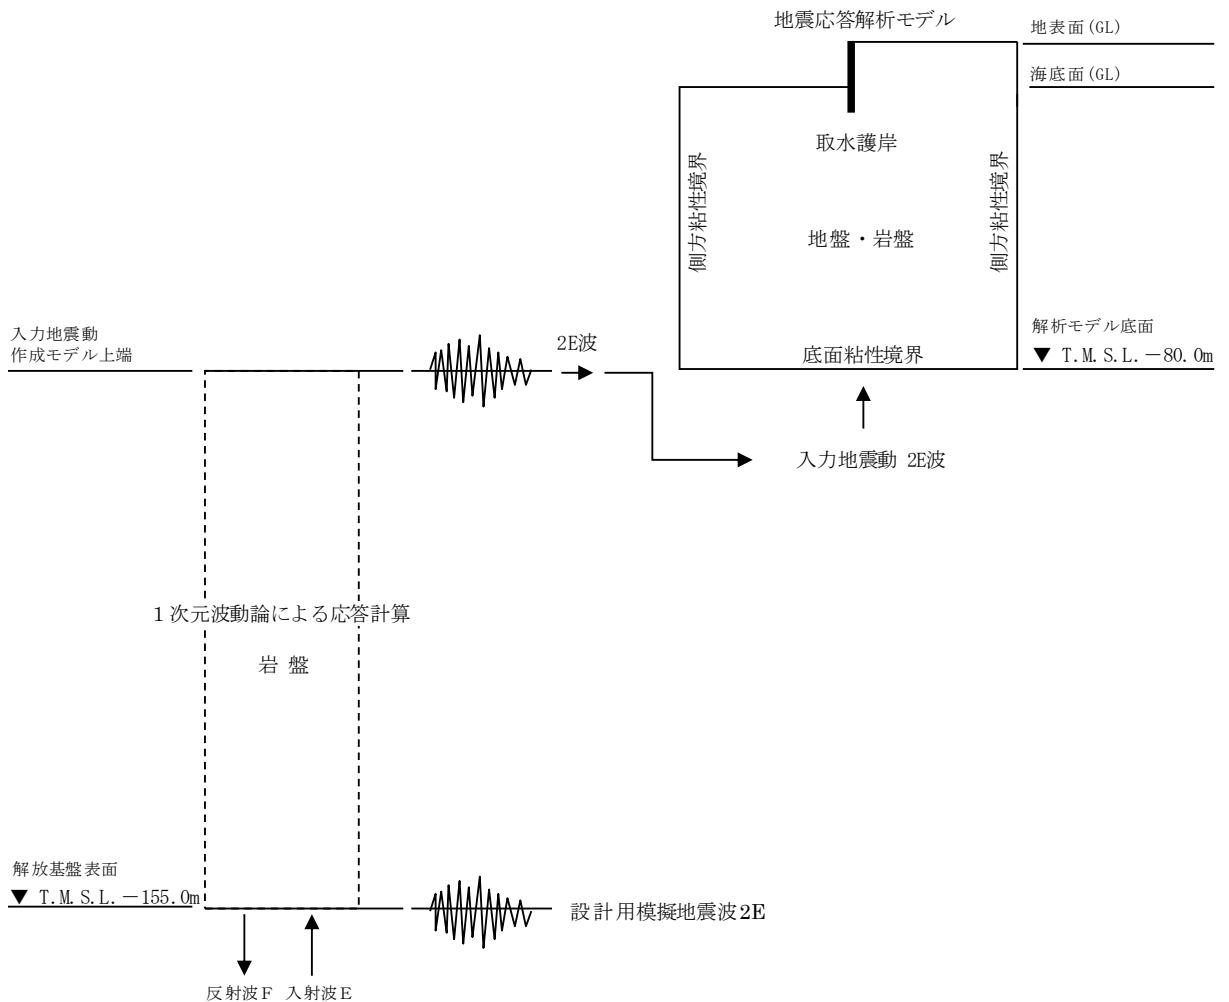 地震応答解析モデル
地表面(GL)
海底面(GL)
取水護岸
側方粘性境界
側方粘性境界
地盤・岩盤
入力地震動
作成モデル上端
2E波
底面粘性境界
解析モデル底面
▼ T.M.S.L.－80.0m
入力地震動 2E波
1次元波動論による応答計算
岩 盤
解放基盤表面
▼ T.M.S.L.－155.0m
設計用模擬地震波2E
反射波F 入射波E